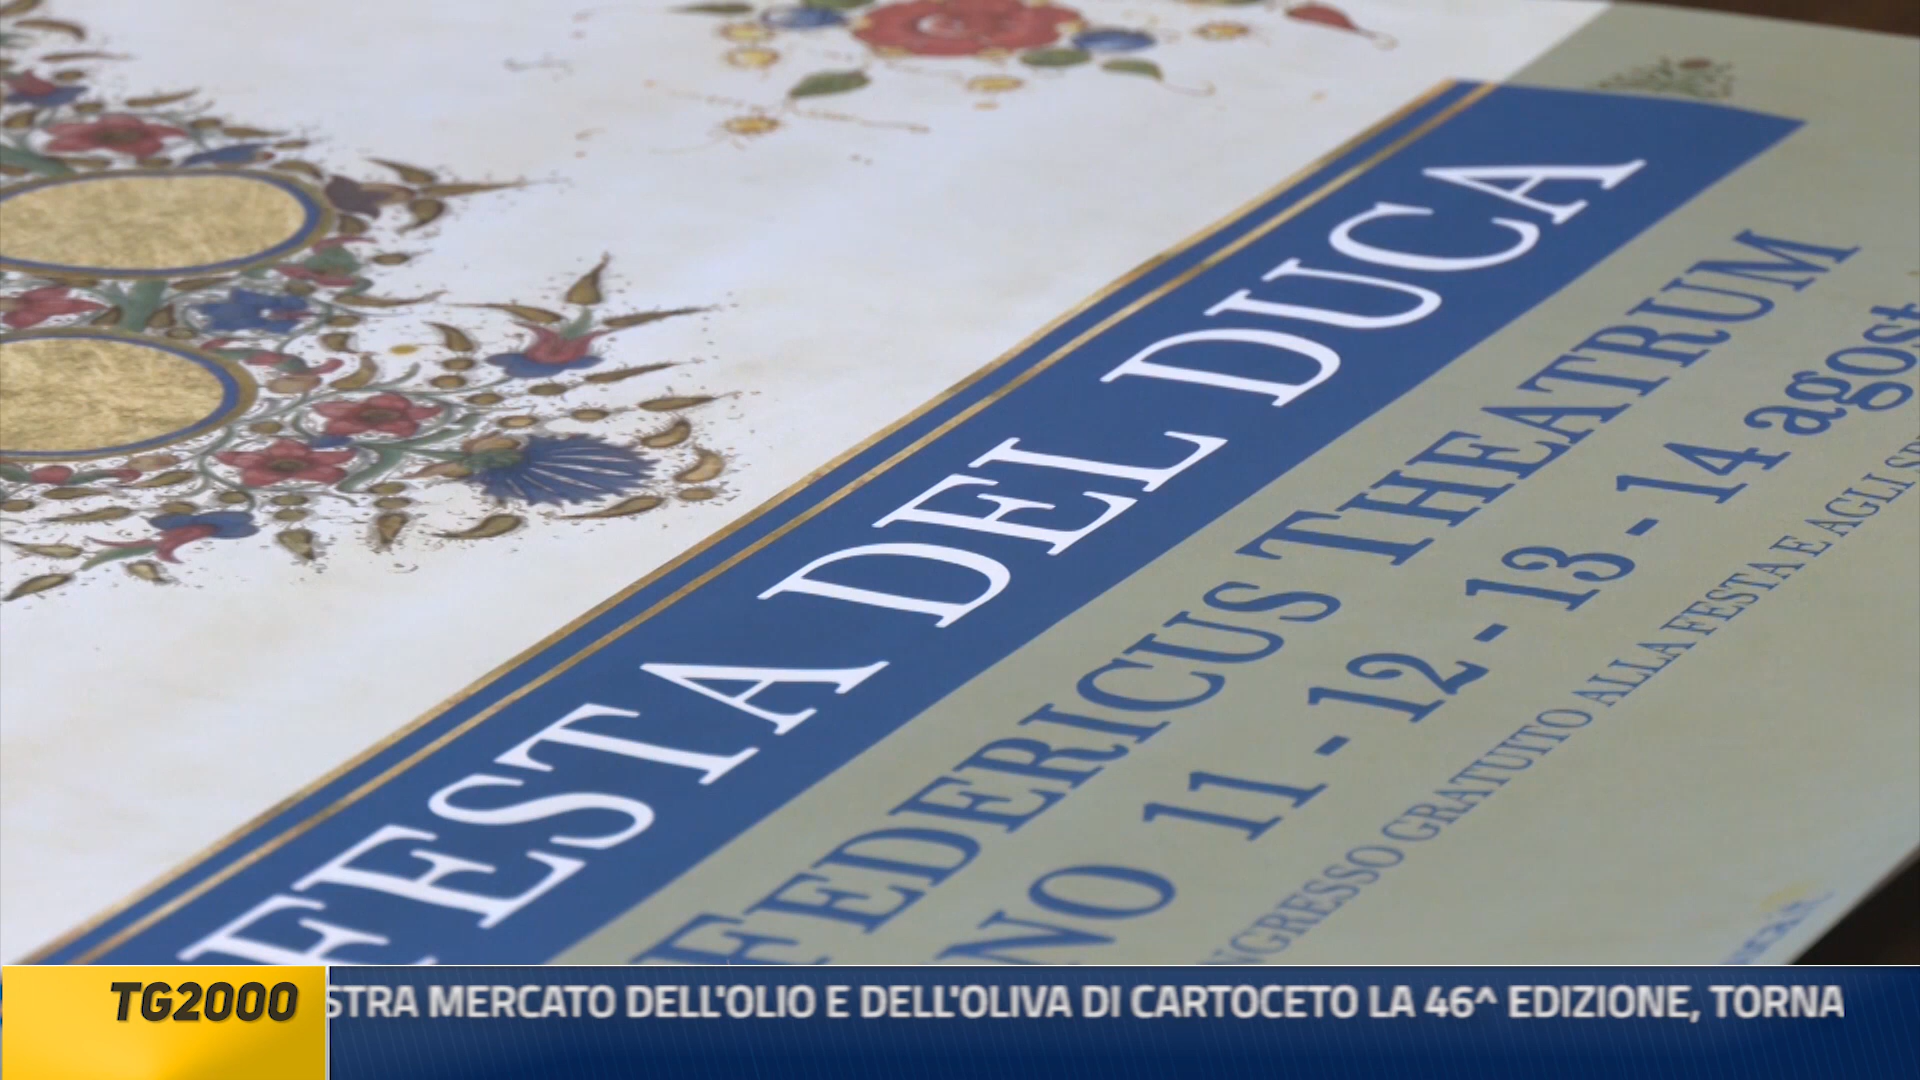 FESTA DEL DUCA
FEDERICUS THEATRUM
NO 11 - 12 - 13 - 14 agost
NGRESSO GRATUITO ALLA FESTA E AGLI
TG2000
STRA MERCATO DELL'OLIO E DELL'OLIVA DI CARTOCETO LA 46^ EDIZIONE, TORNA